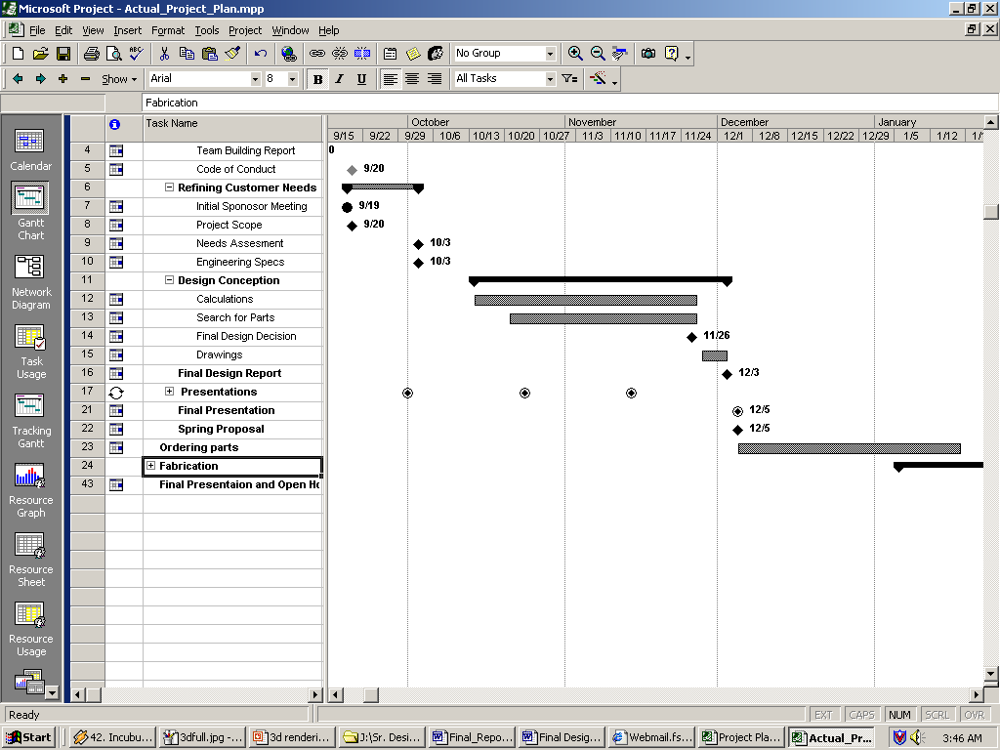 Microsoft Project - Actual_Project_Plan.mpp
File Edit View Insert Format Tools Project Window Help
No Group
Show Arial 8 B I U All Tasks
Fabrication
Task Name
October November December January
9/15 9/22 9/29 10/6 10/13 10/20 10/27 11/3 11/10 11/17 11/24 12/1 12/8 12/15 12/22 12/29 1/5 1/12
4 Team Building Report 0
5 Code of Conduct 9/20
6 Refining Customer Needs
7 Initial Sponosor Meeting 9/19
8 Project Scope 9/20
9 Needs Assesment 10/3
10 Engineering Specs 10/3
11 Design Conception
12 Calculations
13 Search for Parts
14 Final Design Decision 11/26
15 Drawings
16 Final Design Report 12/3
17 Presentations
21 Final Presentation 12/5
22 Spring Proposal 12/5
23 Ordering parts
24 Fabrication
43 Final Presentaion and Open Ho
Calendar
Gantt
Chart
Network
Diagram
Task
Usage
Tracking
Gantt
Resource
Graph
Resource
Sheet
Resource
Usage
Ready EXT CAPS NUM SCRL OVR
Start 42. Incubu... 3dfull.jpg -... 3d renderi... J:\Sr. Desi... Final_Repo... Final Desig... Webmail.fs... Project Pla... Actual_Pr... 3:46 AM